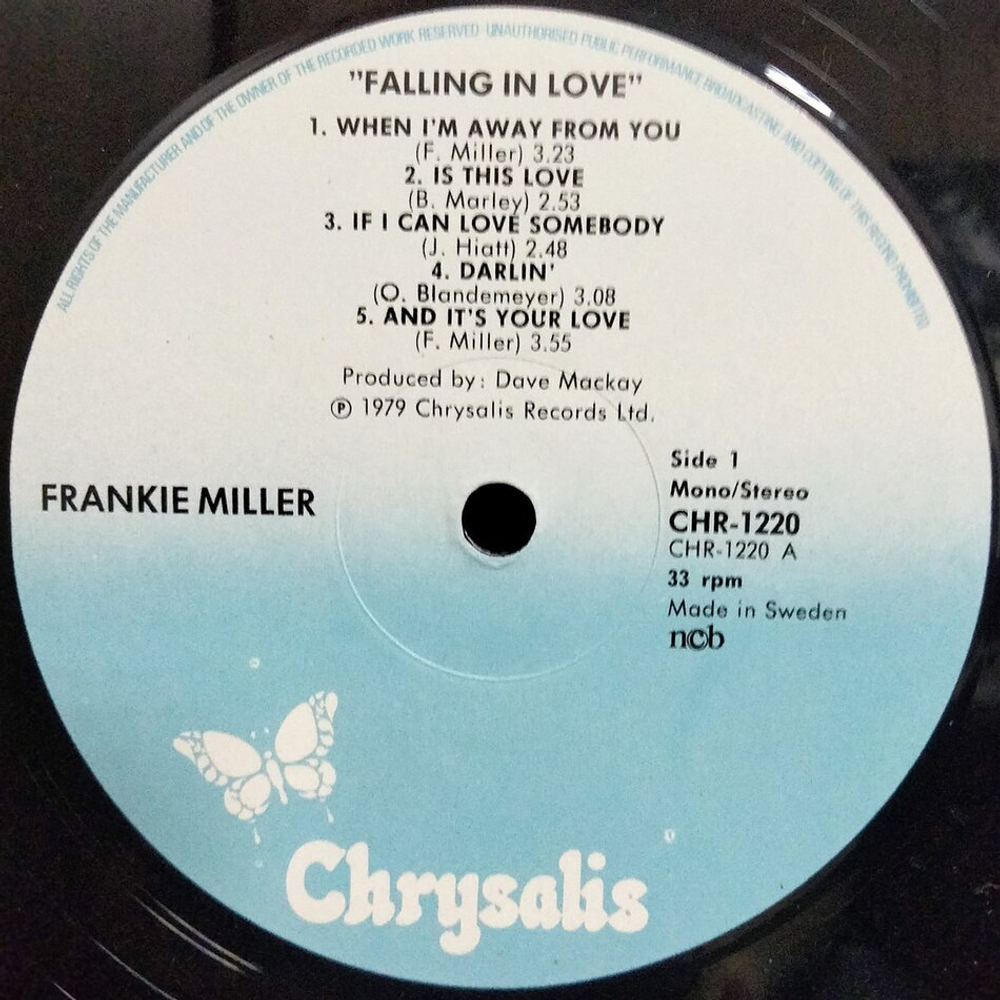 ALL RIGHTS OF THE MANUFACTURER AND OF THE OWNER OF THE RECORDED WORK RESERVED UNAUTHORISED PUBLIC PERFORMANCE BROADCASTING AND COPYING OF THIS RECORD PROHIBITED
"FALLING IN LOVE"
1. WHEN I'M AWAY FROM YOU
(F. Miller) 3.23
2. IS THIS LOVE
(B. Marley) 2.53
3. IF I CAN LOVE SOMEBODY
(J. Hiatt) 2.48
4. DARLIN'
(O. Blandemeyer) 3.08
5. AND IT'S YOUR LOVE
(F. Miller) 3.55
Produced by: Dave Mackay
℗ 1979 Chrysalis Records Ltd.
FRANKIE MILLER
Side 1
Mono/Stereo
CHR-1220
CHR-1220 A
33 rpm
Made in Sweden
ncb
Chrysalis